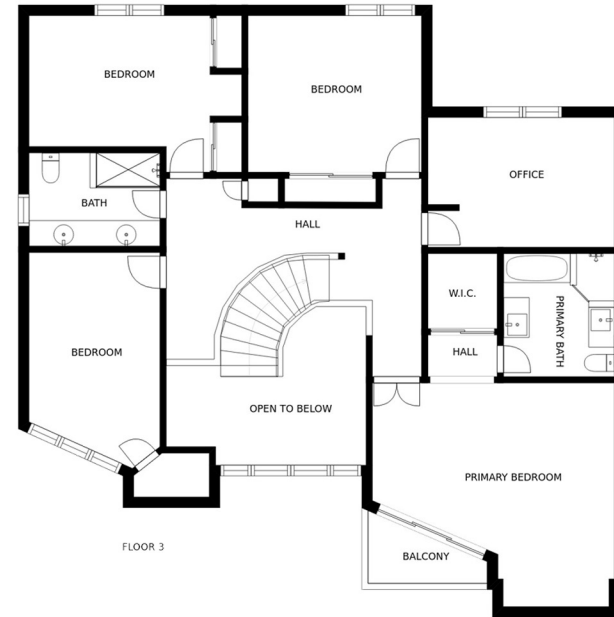 BEDROOM
BEDROOM
OFFICE
BATH
HALL
W.I.C.
PRIMARY BATH
BEDROOM
HALL
OPEN TO BELOW
PRIMARY BEDROOM
FLOOR 3
BALCONY